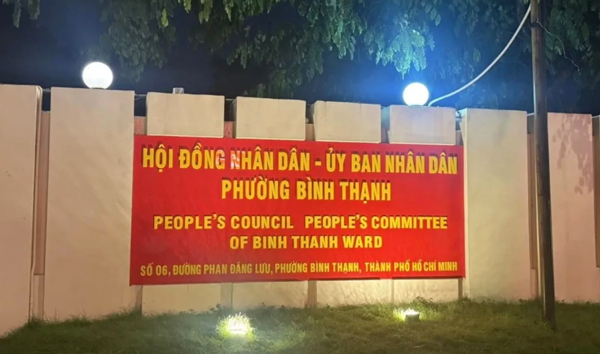 HỘI ĐỒNG NHÂN DÂN - ỦY BAN NHÂN DÂN
PHƯỜNG BÌNH THẠNH
PEOPLE'S COUNCIL PEOPLE'S COMMITTEE
OF BINH THANH WARD
SỐ 06, ĐƯỜNG PHAN ĐĂNG LƯU, PHƯỜNG BÌNH THẠNH, THÀNH PHỐ HỒ CHÍ MINH